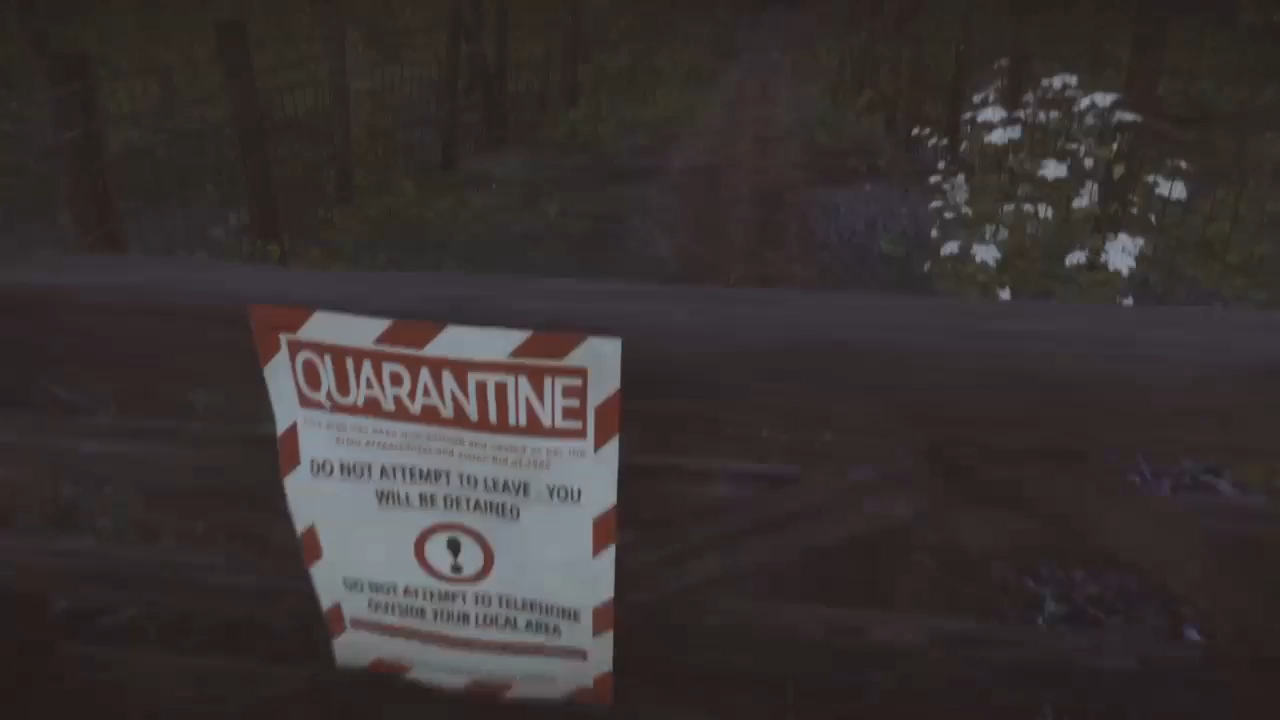 QUARANTINE
DO NOT ATTEMPT TO LEAVE . YOU
WILL BE DETAINED
DO NOT ATTEMPT TO TELEPHONE
OUTSIDE YOUR LOCAL AREA